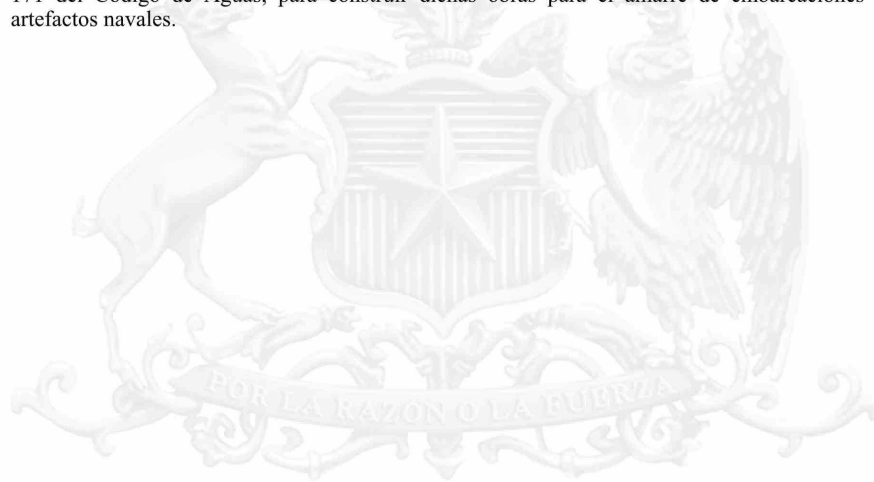 171 del Código de Aguas, para construir dichas obras para el amarre de embarcaciones
artefactos navales.
POR LA RAZON O LA FUERZA